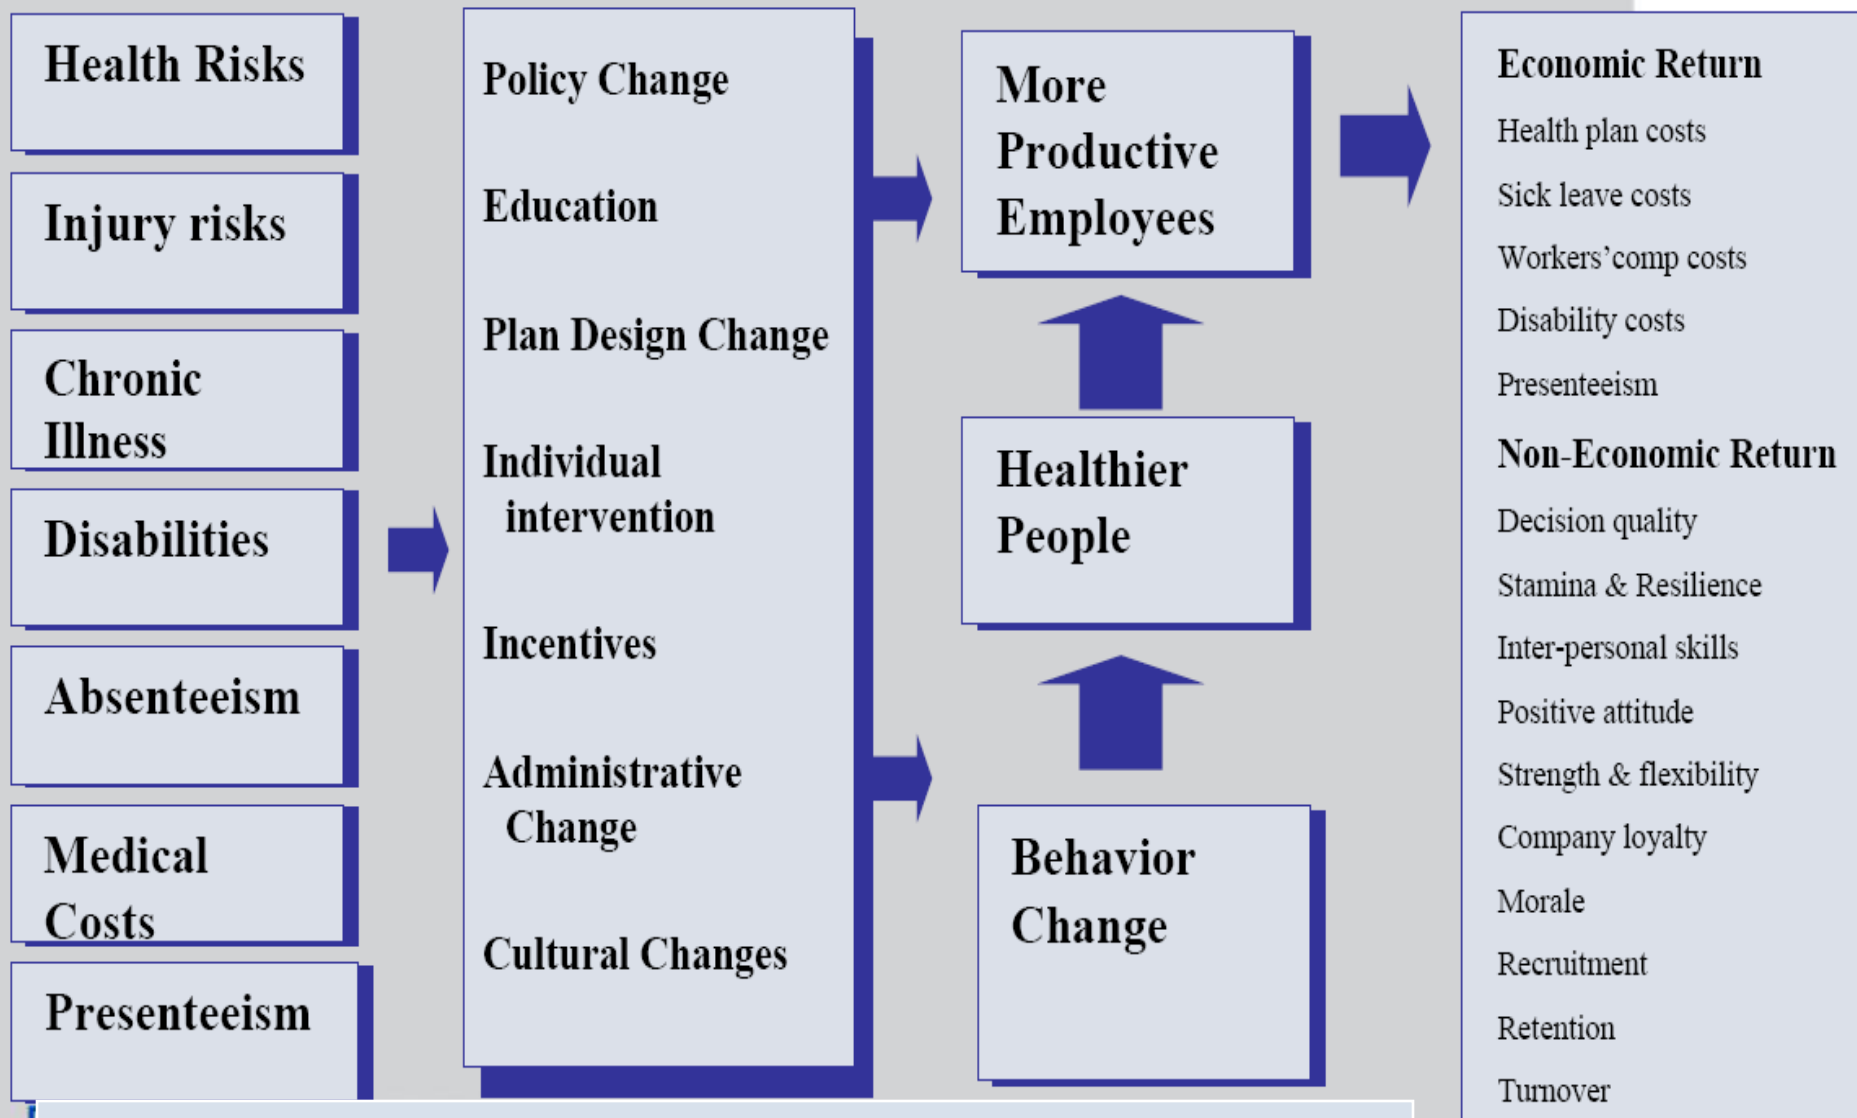 Health Risks
Injury risks
Chronic
Illness
Disabilities
Absenteeism
Medical
Costs
Presenteeism
Policy Change
Education
Plan Design Change
Individual
intervention
Incentives
Administrative
Change
Cultural Changes
More
Productive
Employees
Healthier
People
Behavior
Change
Economic Return
Health plan costs
Sick leave costs
Workers'comp costs
Disability costs
Presenteeism
Non-Economic Return
Decision quality
Stamina & Resilience
Inter-personal skills
Positive attitude
Strength & flexibility
Company loyalty
Morale
Recruitment
Retention
Turnover